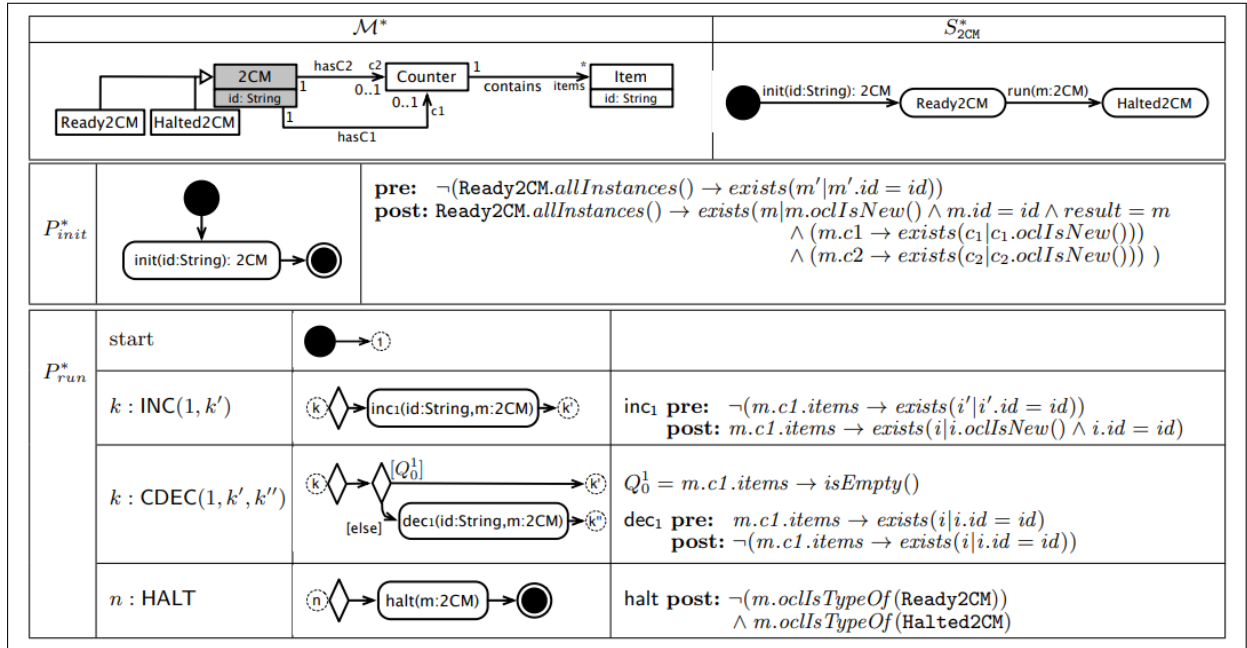 𝓜*
S*₂CM
2CM
id: String
Ready2CM
Halted2CM
hasC2
c2
1
0..1
Counter
1
contains
*
items
Item
id: String
0..1
c1
1
hasC1
init(id:String): 2CM
Ready2CM
run(m:2CM)
Halted2CM
P*init
init(id:String): 2CM
pre: ¬(Ready2CM.allInstances() → exists(m′|m′.id = id))
post: Ready2CM.allInstances() → exists(m|m.oclIsNew() ∧ m.id = id ∧ result = m
∧ (m.c1 → exists(c₁|c₁.oclIsNew()))
∧ (m.c2 → exists(c₂|c₂.oclIsNew())) )
P*run
start
1
k : INC(1, k′)
k
inc₁(id:String,m:2CM)
k'
inc₁ pre: ¬(m.c1.items → exists(i′|i′.id = id))
post: m.c1.items → exists(i|i.oclIsNew() ∧ i.id = id)
k : CDEC(1, k′, k′′)
k
[Q¹₀]
k'
[else]
dec₁(id:String,m:2CM)
k"
Q¹₀ = m.c1.items → isEmpty()
dec₁ pre: m.c1.items → exists(i|i.id = id)
post: ¬(m.c1.items → exists(i|i.id = id))
n : HALT
n
halt(m:2CM)
halt post: ¬(m.oclIsTypeOf(Ready2CM))
∧ m.oclIsTypeOf(Halted2CM)